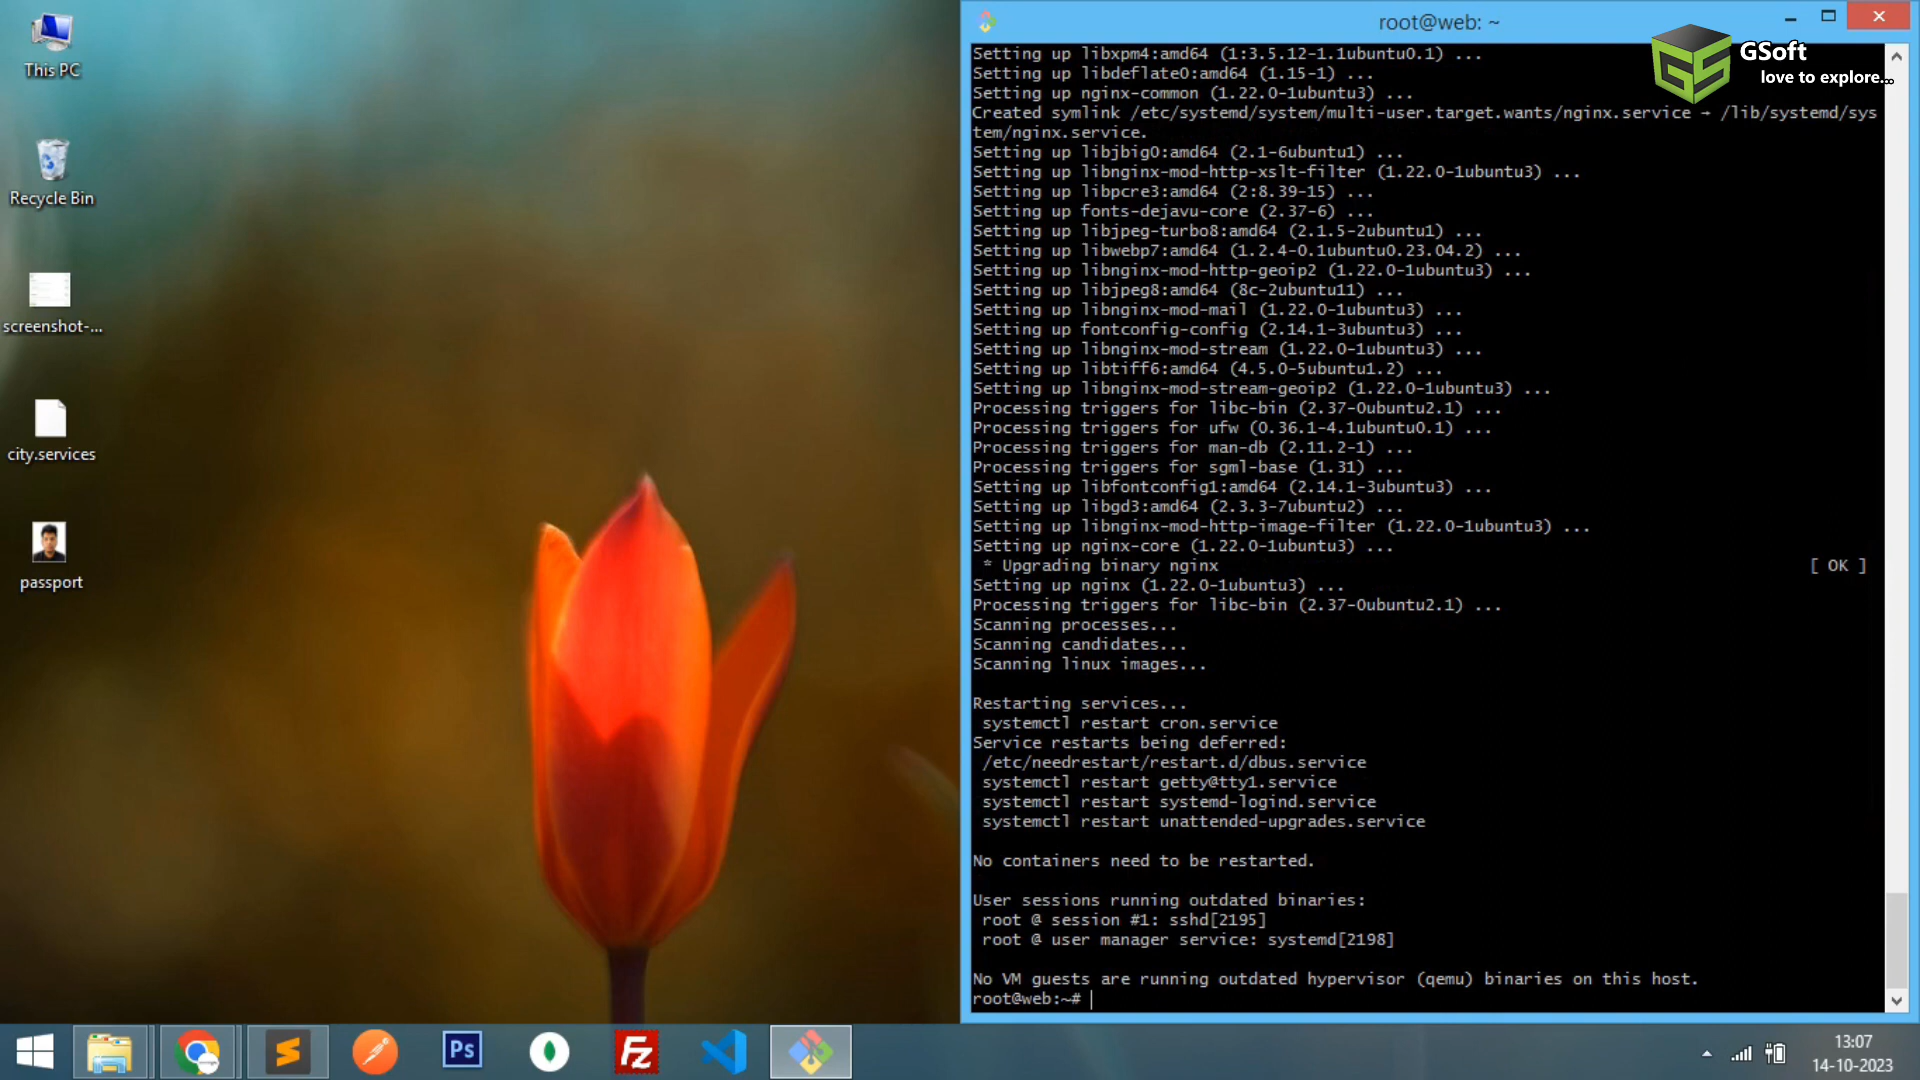 This PC
Recycle Bin
screenshot-...
city.services
passport
root@web: ~
GSoft
love to explore...
Setting up libxpm4:amd64 (1:3.5.12-1.1ubuntu0.1) ...
Setting up libdeflate0:amd64 (1.15-1) ...
Setting up nginx-common (1.22.0-1ubuntu3) ...
Created symlink /etc/systemd/system/multi-user.target.wants/nginx.service → /lib/systemd/sys
tem/nginx.service.
Setting up libjbig0:amd64 (2.1-6ubuntu1) ...
Setting up libnginx-mod-http-xslt-filter (1.22.0-1ubuntu3) ...
Setting up libpcre3:amd64 (2:8.39-15) ...
Setting up fonts-dejavu-core (2.37-6) ...
Setting up libjpeg-turbo8:amd64 (2.1.5-2ubuntu1) ...
Setting up libwebp7:amd64 (1.2.4-0.1ubuntu0.23.04.2) ...
Setting up libnginx-mod-http-geoip2 (1.22.0-1ubuntu3) ...
Setting up libjpeg8:amd64 (8c-2ubuntu11) ...
Setting up libnginx-mod-mail (1.22.0-1ubuntu3) ...
Setting up fontconfig-config (2.14.1-3ubuntu3) ...
Setting up libnginx-mod-stream (1.22.0-1ubuntu3) ...
Setting up libtiff6:amd64 (4.5.0-5ubuntu1.2) ...
Setting up libnginx-mod-stream-geoip2 (1.22.0-1ubuntu3) ...
Processing triggers for libc-bin (2.37-0ubuntu2.1) ...
Processing triggers for ufw (0.36.1-4.1ubuntu0.1) ...
Processing triggers for man-db (2.11.2-1) ...
Processing triggers for sgml-base (1.31) ...
Setting up libfontconfig1:amd64 (2.14.1-3ubuntu3) ...
Setting up libgd3:amd64 (2.3.3-7ubuntu2) ...
Setting up libnginx-mod-http-image-filter (1.22.0-1ubuntu3) ...
Setting up nginx-core (1.22.0-1ubuntu3) ...
* Upgrading binary nginx [ OK ]
Setting up nginx (1.22.0-1ubuntu3) ...
Processing triggers for libc-bin (2.37-0ubuntu2.1) ...
Scanning processes...
Scanning candidates...
Scanning linux images...
Restarting services...
systemctl restart cron.service
Service restarts being deferred:
/etc/needrestart/restart.d/dbus.service
systemctl restart getty@tty1.service
systemctl restart systemd-logind.service
systemctl restart unattended-upgrades.service
No containers need to be restarted.
User sessions running outdated binaries:
root @ session #1: sshd[2195]
root @ user manager service: systemd[2198]
No VM guests are running outdated hypervisor (qemu) binaries on this host.
root@web:~#
Ps
Fz
13:07
14-10-2023